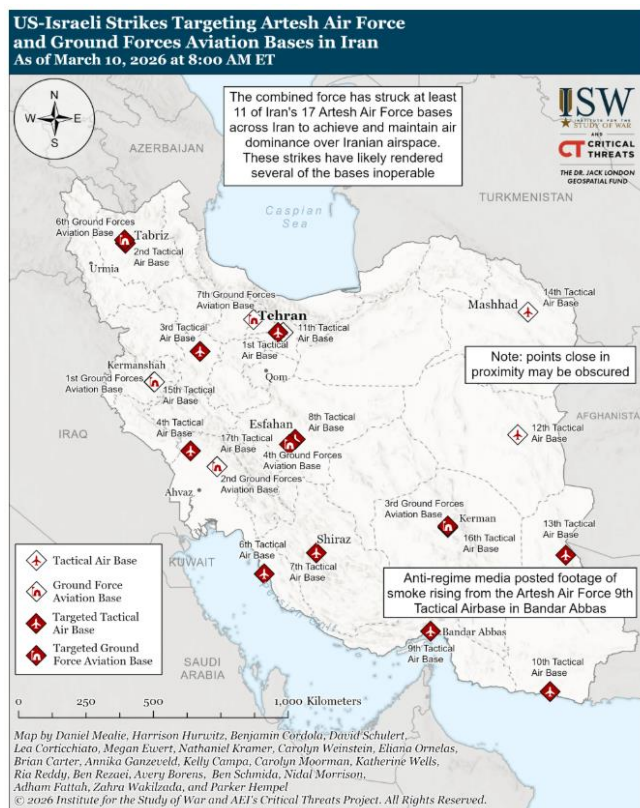 US-Israeli Strikes Targeting Artesh Air Force
and Ground Forces Aviation Bases in Iran
As of March 10, 2026 at 8:00 AM ET
N
W
E
S
The combined force has struck at least
11 of Iran's 17 Artesh Air Force bases
across Iran to achieve and maintain air
dominance over Iranian airspace.
These strikes have likely rendered
several of the bases inoperable
ISW
INSTITUTE FOR THE
STUDY OF WAR
AND
CT CRITICAL
THREATS
THE DR. JACK LONDON
GEOSPATIAL FUND
AZERBAIJAN
Caspian
Sea
TURKMENISTAN
6th Ground Forces
Aviation Base
Tabriz
2nd Tactical
Air Base
Urmia
7th Ground Forces
Aviation Base
Tehran
11th Tactical
Air Base
1st Tactical
Air Base
Mashhad
14th Tactical
Air Base
3rd Tactical
Air Base
Qom
Note: points close in
proximity may be obscured
Kermanshah
1st Ground Forces
Aviation Base
15th Tactical
Air Base
4th Tactical
Air Base
Esfahan
8th Tactical
Air Base
17th Tactical
Air Base
4th Ground Forces
Aviation Base
2nd Ground Forces
Aviation Base
12th Tactical
Air Base
AFGHANISTA
IRAQ
Ahvaz
3rd Ground Forces
Aviation Base
Kerman
16th Tactical
Air Base
13th Tactical
Air Base
Shiraz
7th Tactical
Air Base
6th Tactical
Air Base
KUWAIT
Anti-regime media posted footage of
smoke rising from the Artesh Air Force 9th
Tactical Airbase in Bandar Abbas
Bandar Abbas
9th Tactical
Air Base
10th Tactical
Air Base
SAUDI
ARABIA
Tactical Air Base
Ground Force
Aviation Base
Targeted Tactical
Air Base
Targeted Ground
Force Aviation Base
0 250 500 1,000 Kilometers
Map by Daniel Mealie, Harrison Hurwitz, Benjamin Cordola, David Schulert,
Lea Corticchiato, Megan Ewert, Nathaniel Kramer, Carolyn Weinstein, Eliana Ornelas,
Brian Carter, Annika Ganzeveld, Kelly Campa, Carolyn Moorman, Katherine Wells,
Ria Reddy, Ben Rezaei, Avery Borens, Ben Schmida, Nidal Morrison,
Adham Fattah, Zahra Wakilzada, and Parker Hempel
© 2026 Institute for the Study of War and AEI's Critical Threats Project. All Rights Reserved.